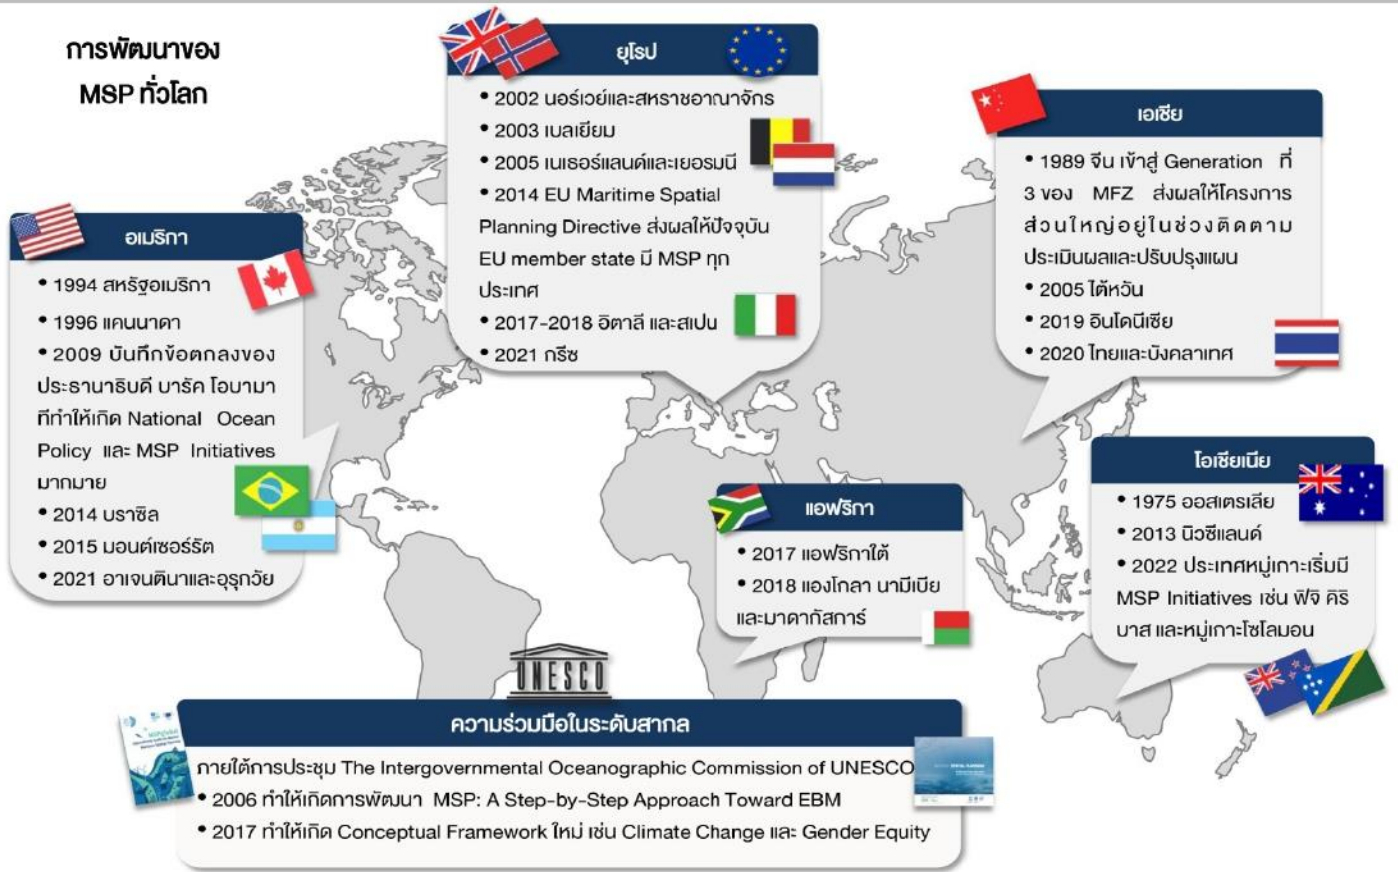 การพัฒนาของ
MSP ทั่วโลก
ยุโรป
• 2002 นอร์เวย์และสหราชอาณาจักร
• 2003 เบลเยียม
• 2005 เนเธอร์แลนด์และเยอรมนี
• 2014 EU Maritime Spatial
Planning Directive ส่งผลให้ปัจจุบัน
EU member state มี MSP ทุก
ประเทศ
• 2017-2018 อิตาลี และสเปน
• 2021 กรีซ
เอเชีย
• 1989 จีน เข้าสู่ Generation ที่
3 ของ MFZ ส่งผลให้โครงการ
ส่วนใหญ่อยู่ในช่วงติดตาม
ประเมินผลและปรับปรุงแผน
• 2005 ไต้หวัน
• 2019 อินโดนีเซีย
• 2020 ไทยและบังคลาเทศ
อเมริกา
• 1994 สหรัฐอเมริกา
• 1996 แคนนาดา
• 2009 บันทึกข้อตกลงของ
ประธานาธิบดี บารัค โอบามา
ที่ทำให้เกิด National Ocean
Policy และ MSP Initiatives
มากมาย
• 2014 บราซิล
• 2015 มอนต์เซอร์รัต
• 2021 อาเจนตินาและอุรุกวัย
แอฟริกา
• 2017 แอฟริกาใต้
• 2018 แองโกลา นามีเบีย
และมาดากัสการ์
โอเชียเนีย
• 1975 ออสเตรเลีย
• 2013 นิวซีแลนด์
• 2022 ประเทศหมู่เกาะเริ่มมี
MSP Initiatives เช่น ฟิจิ คิริ
บาส และหมู่เกาะโซโลมอน
UNESCO
ความร่วมมือในระดับสากล
ภายใต้การประชุม The Intergovernmental Oceanographic Commission of UNESCO
• 2006 ทำให้เกิดการพัฒนา MSP: A Step-by-Step Approach Toward EBM
• 2017 ทำให้เกิด Conceptual Framework ใหม่ เช่น Climate Change และ Gender Equity